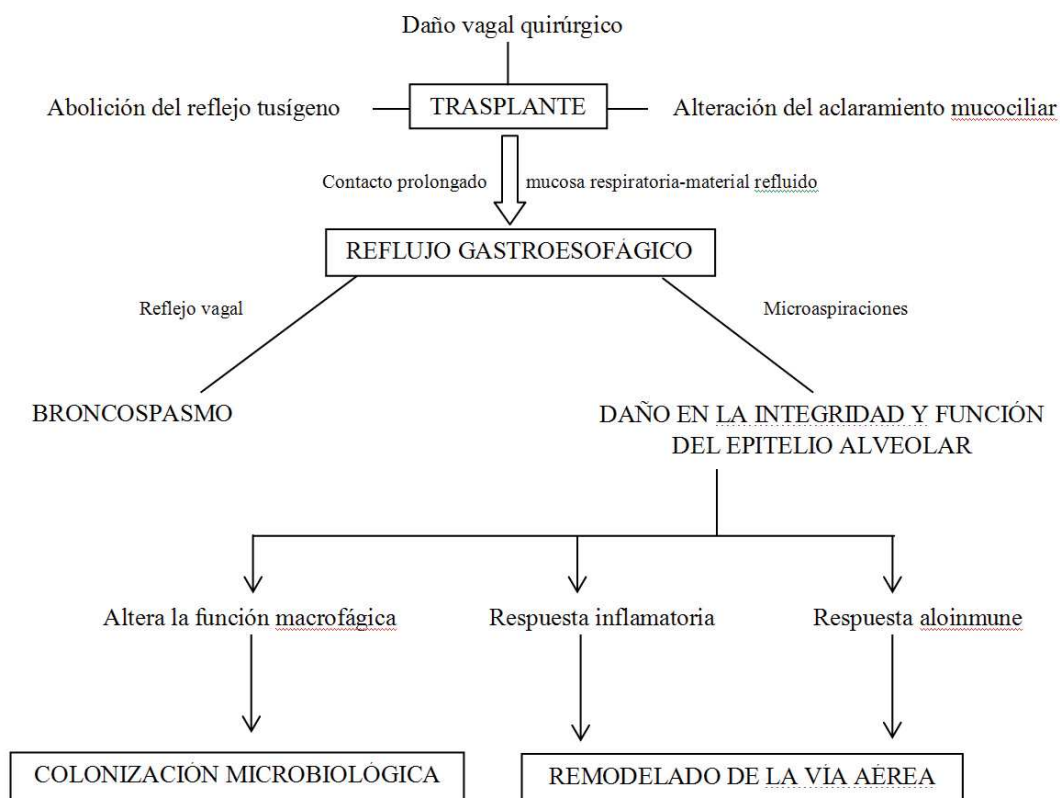 Daño vagal quirúrgico
Abolición del reflejo tusígeno
TRASPLANTE
Alteración del aclaramiento mucociliar
Contacto prolongado
mucosa respiratoria-material refluido
REFLUJO GASTROESOFÁGICO
Reflejo vagal
Microaspiraciones
BRONCOSPASMO
DAÑO EN LA INTEGRIDAD Y FUNCIÓN
DEL EPITELIO ALVEOLAR
Altera la función macrofágica
Respuesta inflamatoria
Respuesta aloinmune
COLONIZACIÓN MICROBIOLÓGICA
REMODELADO DE LA VÍA AÉREA